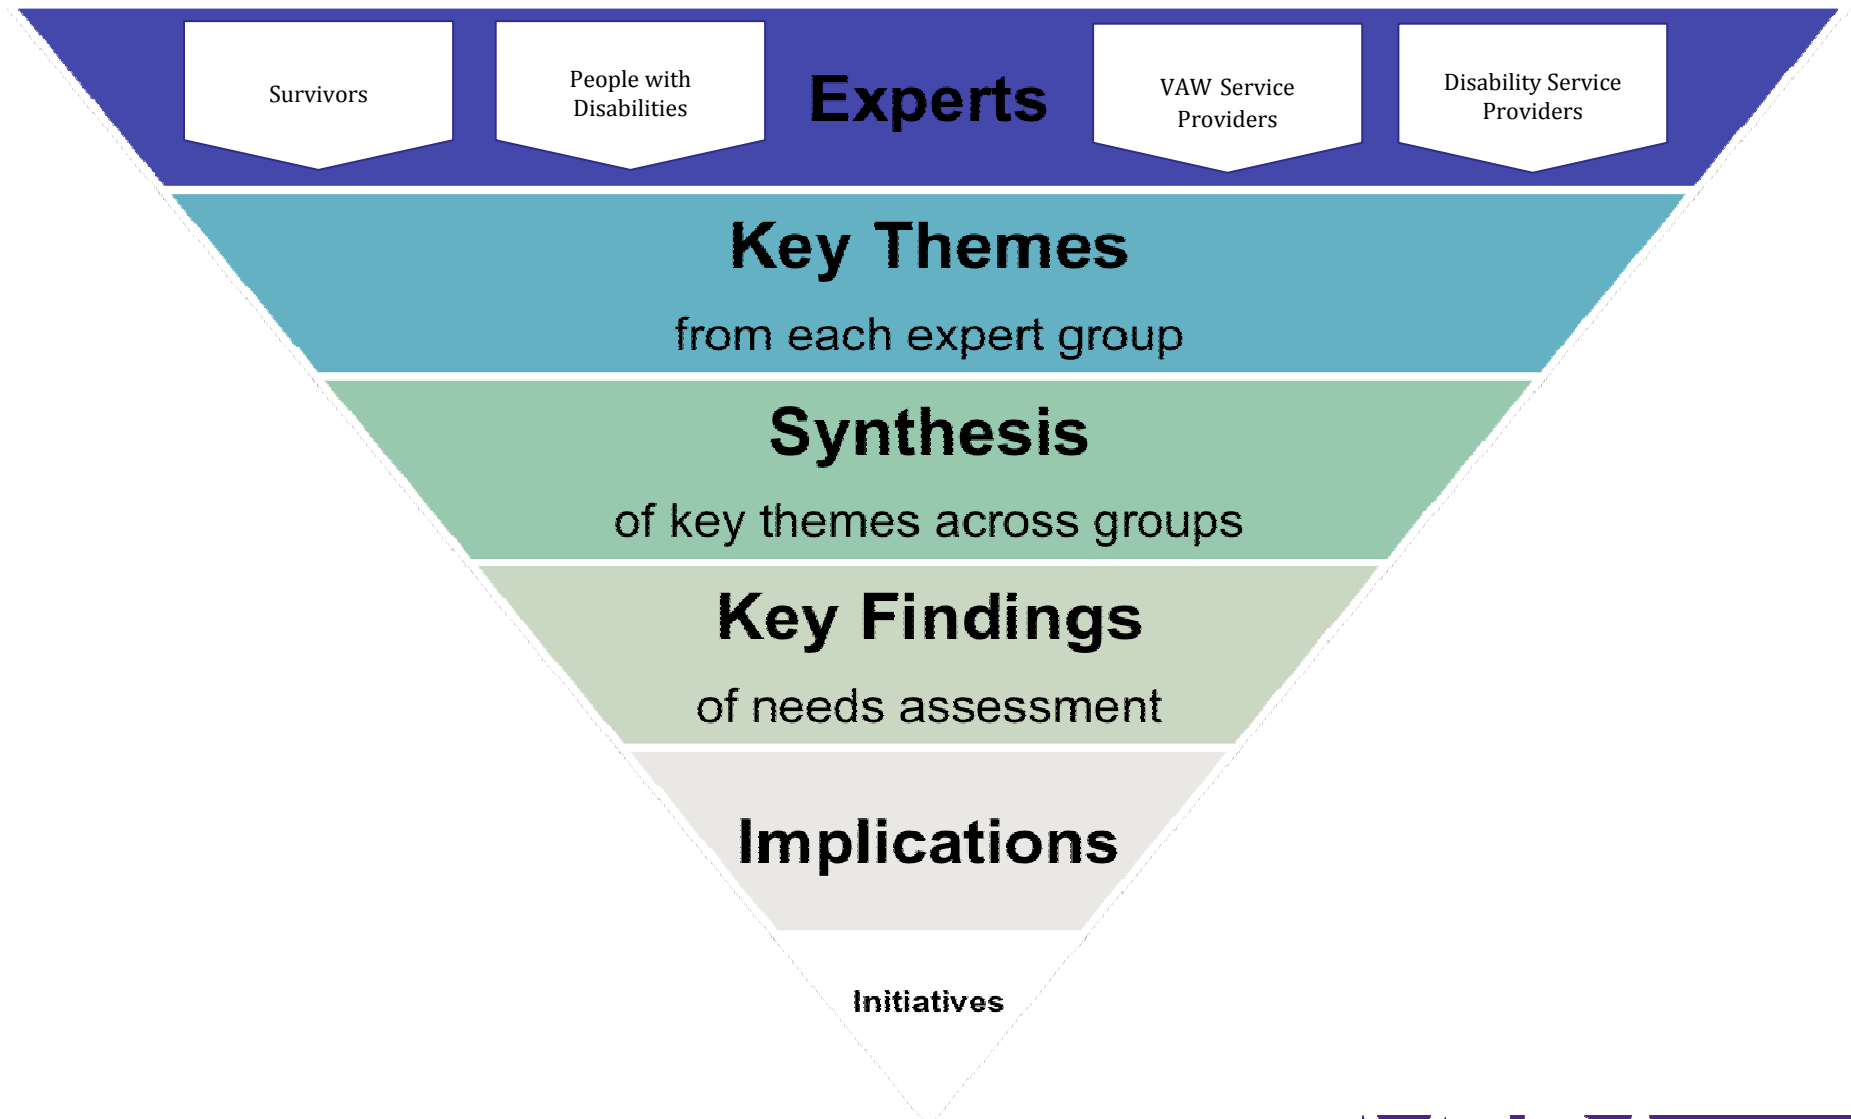 Survivors
People with
Disabilities
Experts
VAW Service
Providers
Disability Service
Providers
Key Themes
from each expert group
Synthesis
of key themes across groups
Key Findings
of needs assessment
Implications
Initiatives